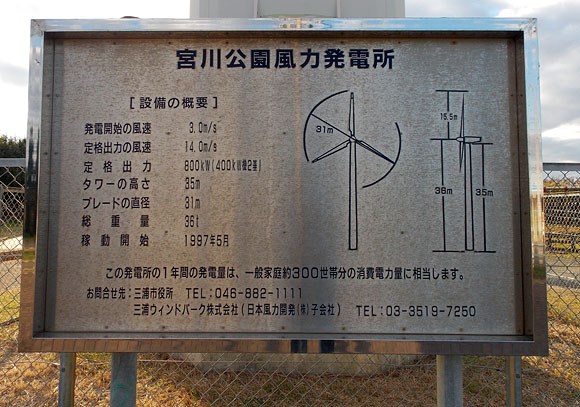 宮川公園風力発電所
[設備の概要]
発電開始の風速 3.0m/s
定格出力の風速 14.0m/s
定格出力 800kW(400kW機2基)
タワーの高さ 35m
ブレードの直径 31m
総重量 36t
稼動開始 1997年5月
31m
15.5m
36m
35m
この発電所の1年間の発電量は、一般家庭約300世帯分の消費電力量に相当します。
お問合せ先:三浦市役所 TEL:046-882-1111
三浦ウィンドパーク株式会社(日本風力開発(株)子会社) TEL:03-3519-7250